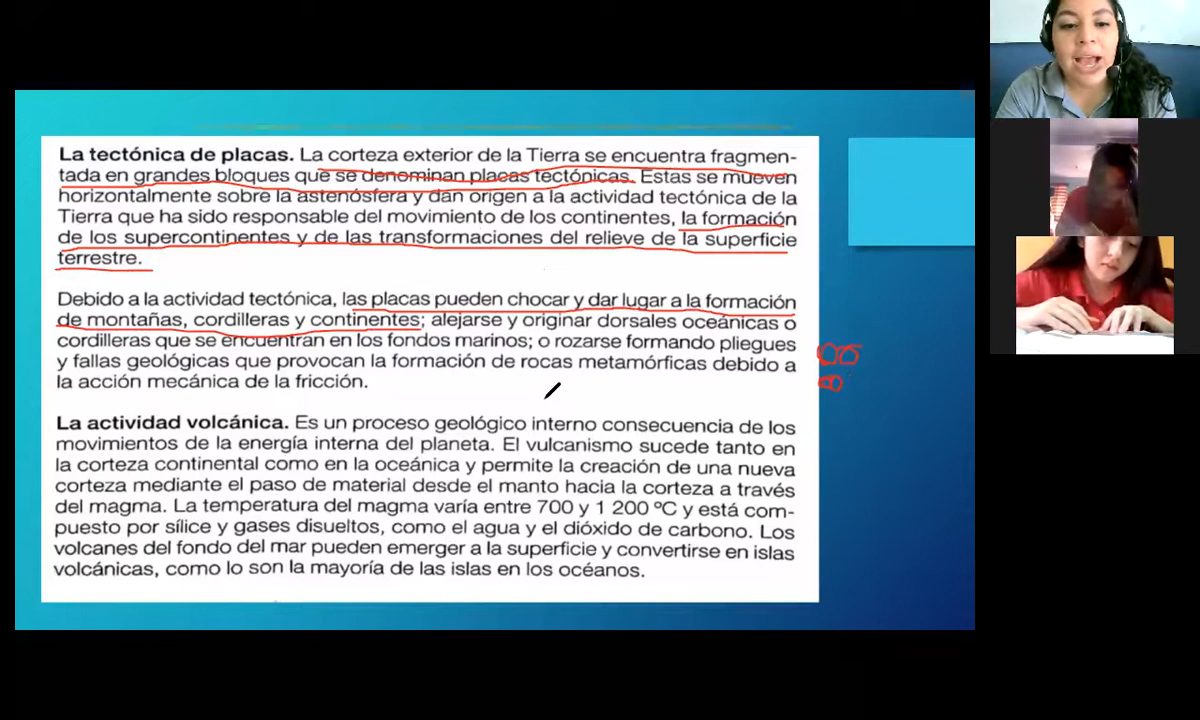 La tectónica de placas. La corteza exterior de la Tierra se encuentra fragmen-
tada en grandes bloques que se denominan placas tectónicas. Estas se mueven
horizontalmente sobre la astenósfera y dan origen a la actividad tectónica de la
Tierra que ha sido responsable del movimiento de los continentes, la formación
de los supercontinentes y de las transformaciones del relieve de la superficie
terrestre.
Debido a la actividad tectónica, las placas pueden chocar y dar lugar a la formación
de montañas, cordilleras y continentes; alejarse y originar dorsales oceánicas o
cordilleras que se encuentran en los fondos marinos; o rozarse formando pliegues
y fallas geológicas que provocan la formación de rocas metamórficas debido a
la acción mecánica de la fricción.
La actividad volcánica. Es un proceso geológico interno consecuencia de los
movimientos de la energía interna del planeta. El vulcanismo sucede tanto en
la corteza continental como en la oceánica y permite la creación de una nueva
corteza mediante el paso de material desde el manto hacia la corteza a través
del magma. La temperatura del magma varía entre 700 y 1 200 ºC y está com-
puesto por sílice y gases disueltos, como el agua y el dióxido de carbono. Los
volcanes del fondo del mar pueden emerger a la superficie y convertirse en islas
volcánicas, como lo son la mayoría de las islas en los océanos.